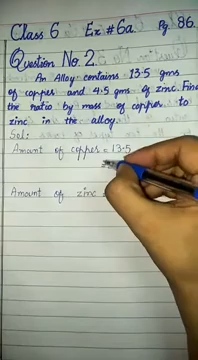 Class 6 Ex #6a. Pg 86.
Question No. 2.
An Alloy contains 13.5 gms
of copper and 4.5 gms of zinc. Find
the ratio by mass of copper to
zinc in the alloy.
Sol:
Amount of copper = 13.5
Amount of zinc =